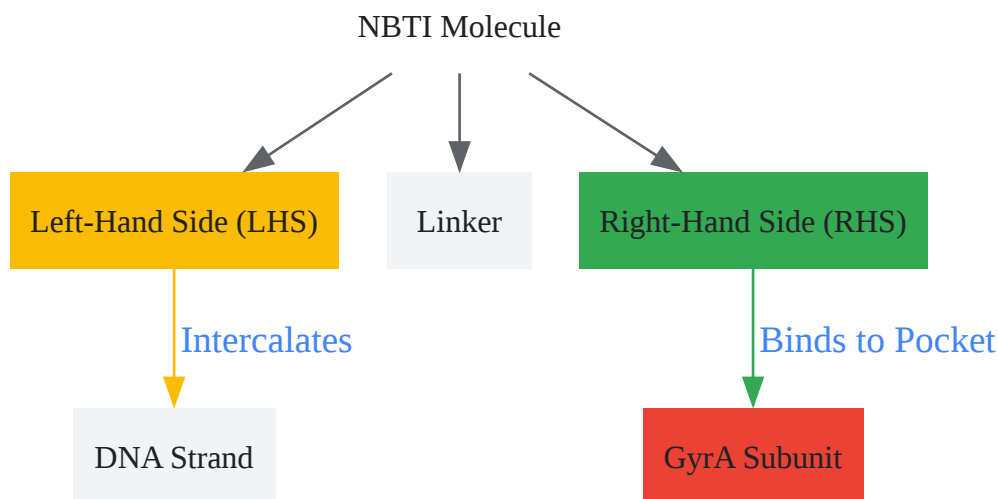 NBTI Molecule
Left-Hand Side (LHS)
Linker
Right-Hand Side (RHS)
Intercalates
Binds to Pocket
DNA Strand
GyrA Subunit